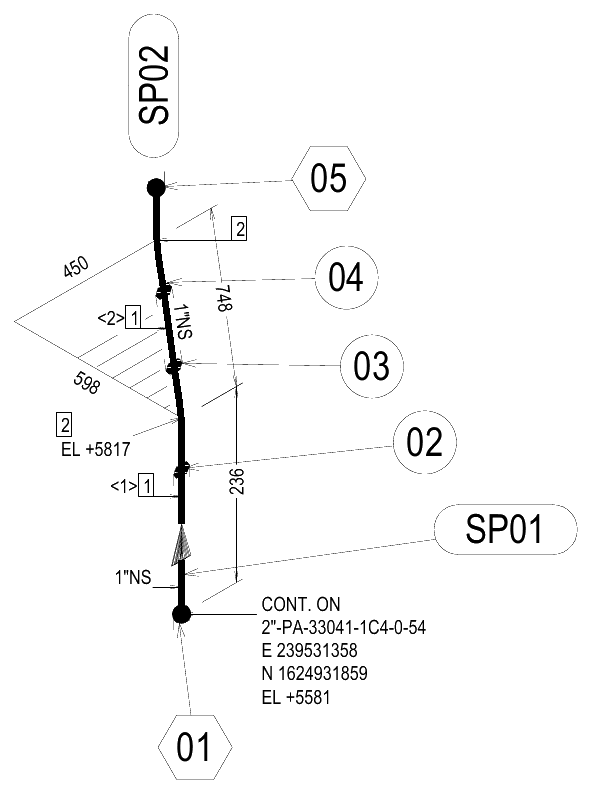 SP02
05
2
450
04
748
<2> 1
1"NS
03
598
2
EL +5817
02
236
<1> 1
SP01
1"NS
CONT. ON
2"-PA-33041-1C4-0-54
E 239531358
N 1624931859
EL +5581
01